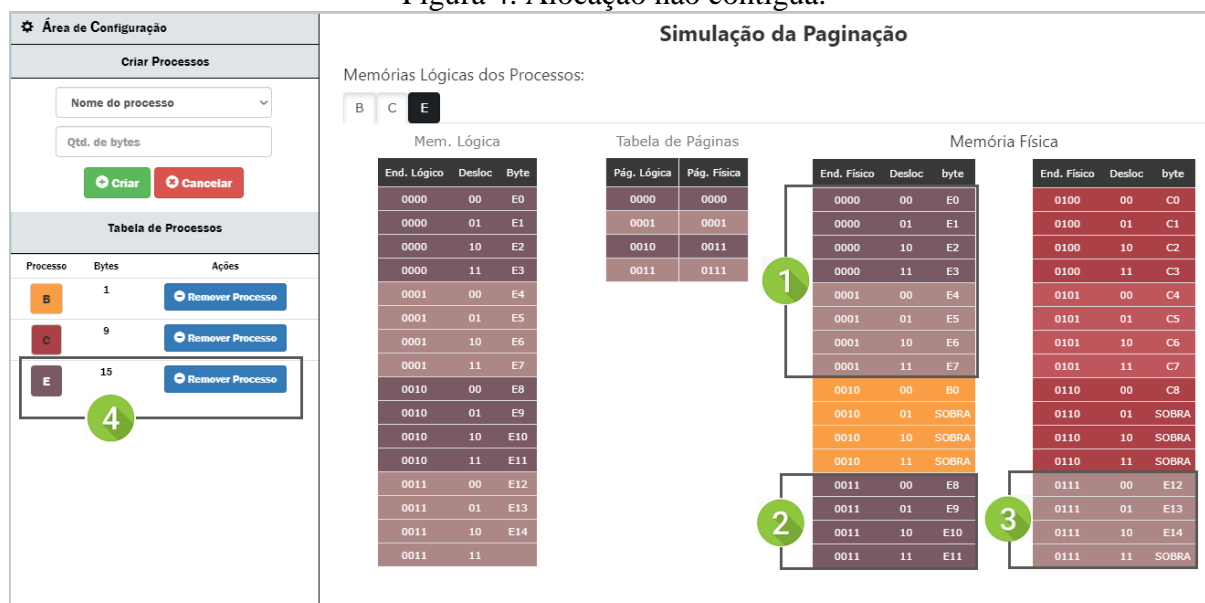 Figura 4. Alocação não contígua.
Área de Configuração
Criar Processos
Nome do processo
Qtd. de bytes
Criar Cancelar
Tabela de Processos
Processo Bytes Ações
B 1 Remover Processo
C 9 Remover Processo
E 15 Remover Processo
4
Simulação da Paginação
Memórias Lógicas dos Processos:
B C E
Mem. Lógica
End. Lógico Desloc Byte
0000 00 E0
0000 01 E1
0000 10 E2
0000 11 E3
0001 00 E4
0001 01 E5
0001 10 E6
0001 11 E7
0010 00 E8
0010 01 E9
0010 10 E10
0010 11 E11
0011 00 E12
0011 01 E13
0011 10 E14
0011 11
Tabela de Páginas
Pág. Lógica Pág. Física
0000 0000
0001 0001
0010 0011
0011 0111
Memória Física
End. Físico Desloc byte
0000 00 E0
0000 01 E1
0000 10 E2
0000 11 E3
1
0001 00 E4
0001 01 E5
0001 10 E6
0001 11 E7
0010 00 B0
0010 01 SOBRA
0010 10 SOBRA
0010 11 SOBRA
0011 00 E8
0011 01 E9
2
0011 10 E10
0011 11 E11
End. Físico Desloc byte
0100 00 C0
0100 01 C1
0100 10 C2
0100 11 C3
0101 00 C4
0101 01 C5
0101 10 C6
0101 11 C7
0110 00 C8
0110 01 SOBRA
0110 10 SOBRA
0110 11 SOBRA
0111 00 E12
0111 01 E13
3
0111 10 E14
0111 11 SOBRA